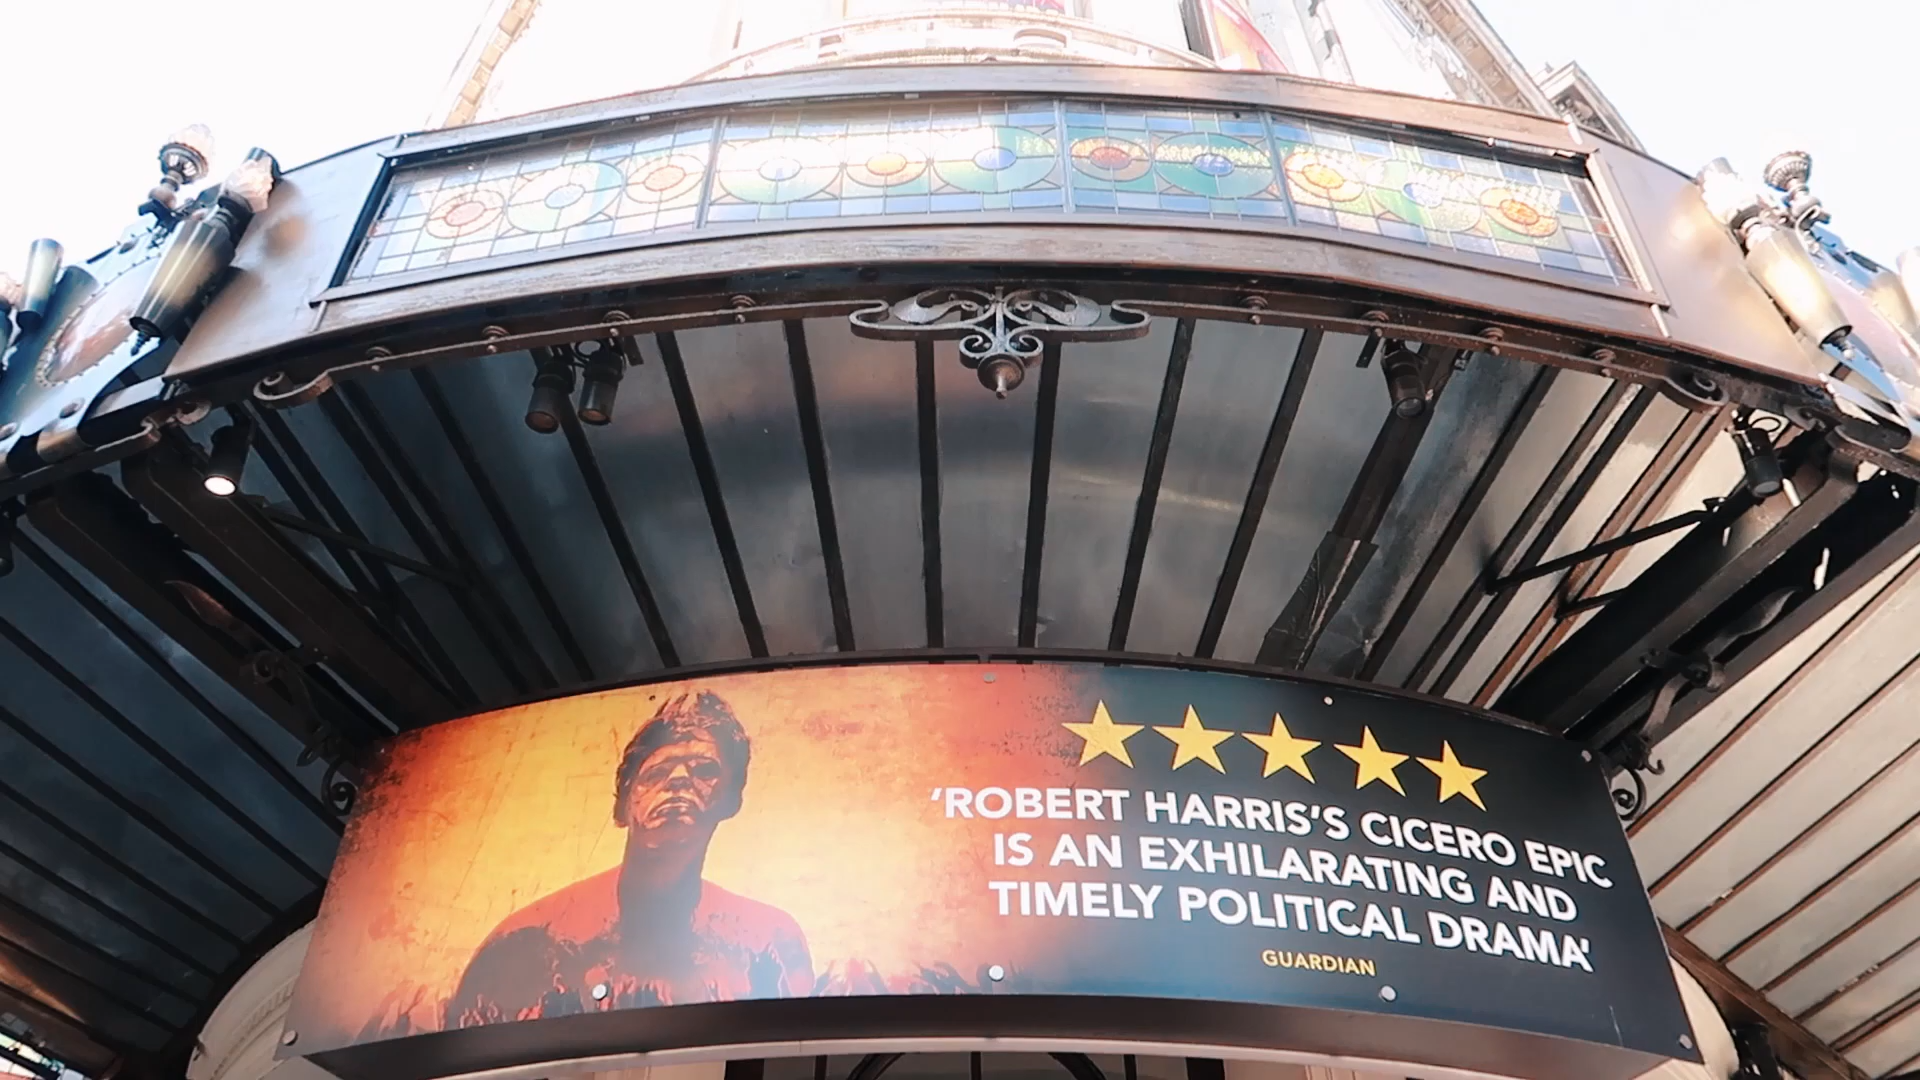 ‘ROBERT HARRIS’S CICERO EPIC
IS AN EXHILARATING AND
TIMELY POLITICAL DRAMA’
GUARDIAN